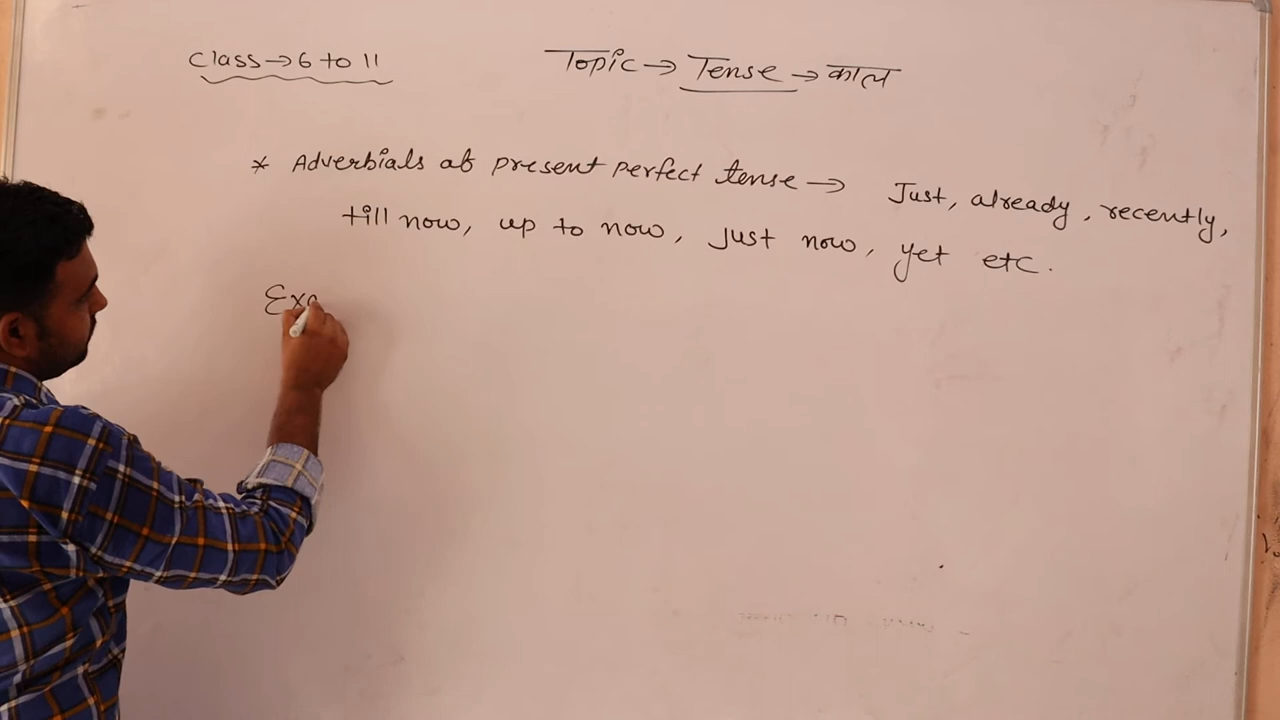 Class → 6 to 11
Topic → Tense → काल
* Adverbials of present perfect tense → Just, already, recently,
till now, up to now, Just now, yet etc.
Exa